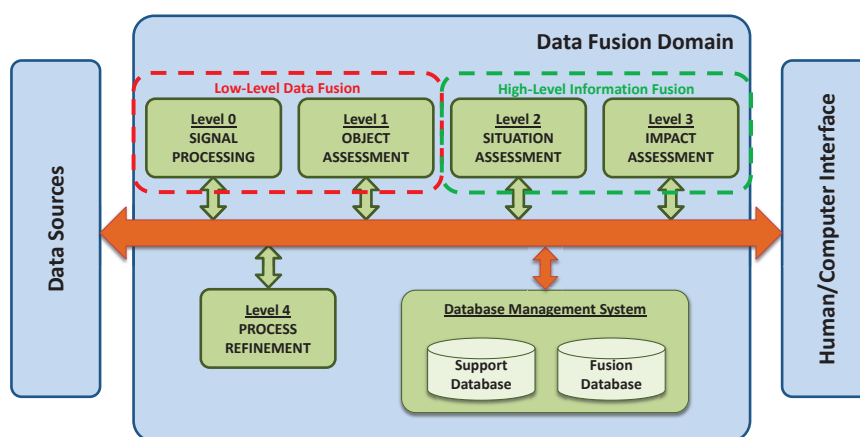 Data Fusion Domain
Data Sources
Low-Level Data Fusion
High-Level Information Fusion
Level 0
SIGNAL
PROCESSING
Level 1
OBJECT
ASSESSMENT
Level 2
SITUATION
ASSESSMENT
Level 3
IMPACT
ASSESSMENT
Human/Computer Interface
Level 4
PROCESS
REFINEMENT
Database Management System
Support
Database
Fusion
Database